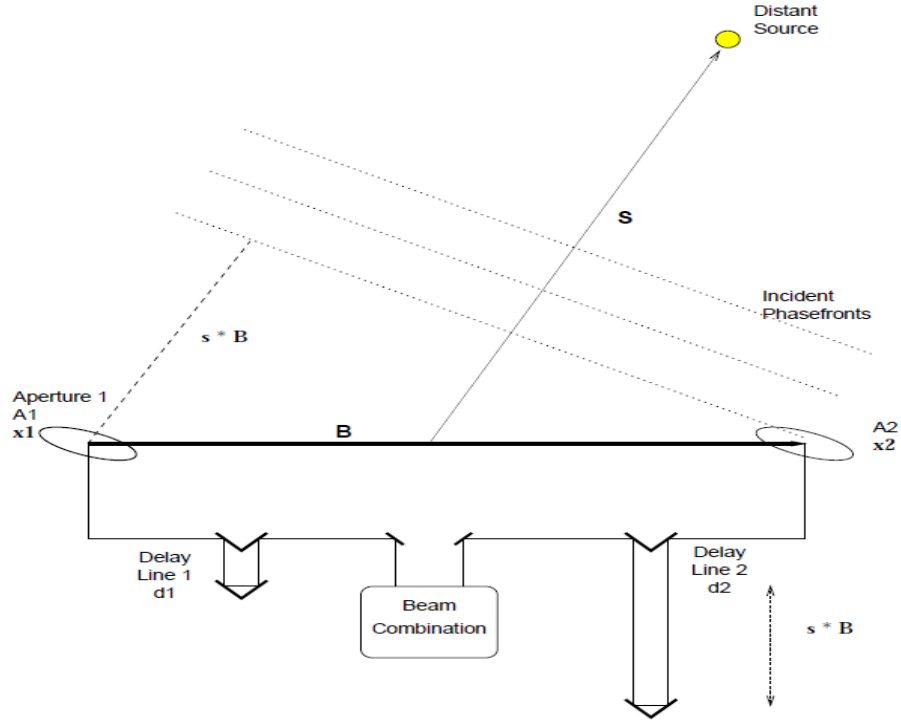 Distant
Source
S
Incident
Phasefronts
s * B
Aperture 1
A1
x1
B
A2
x2
Delay
Line 1
d1
Delay
Line 2
d2
Beam
Combination
s * B